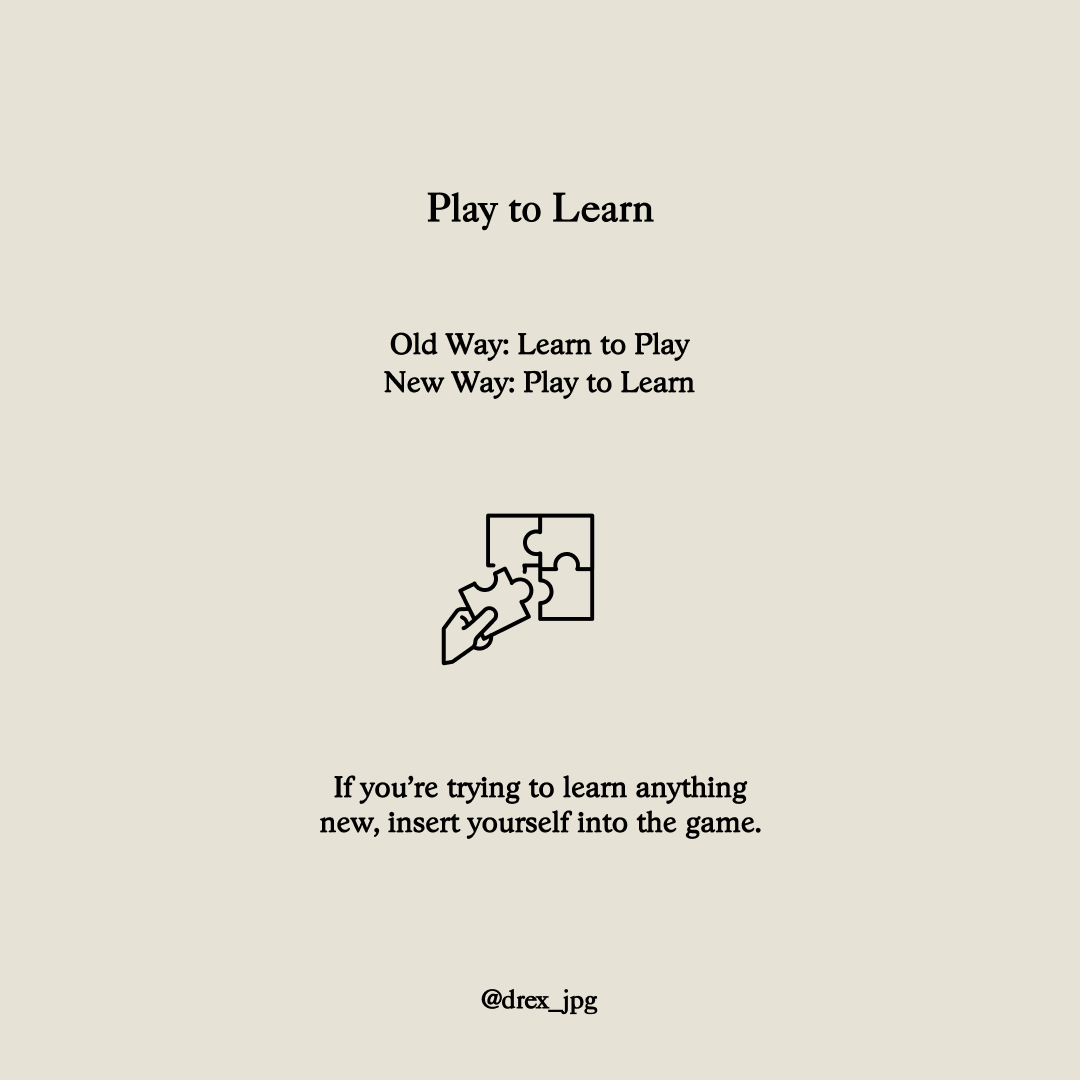 Play to Learn
Old Way: Learn to Play
New Way: Play to Learn
If you’re trying to learn anything
new, insert yourself into the game.
@drex_jpg